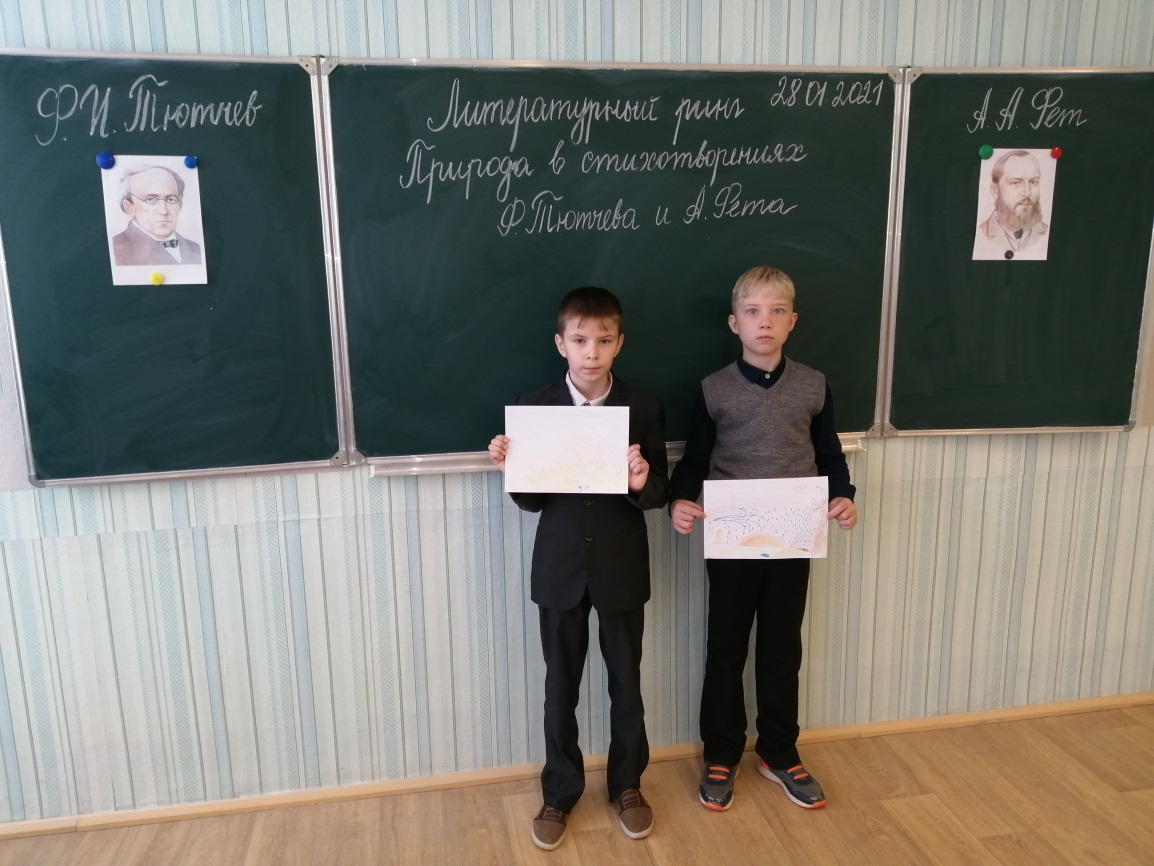 Ф.И.Тютчев
Литературный ринг 28 01 2021
Природа в стихотворениях
Ф.Тютчева и А.Фета
А.А.Фет